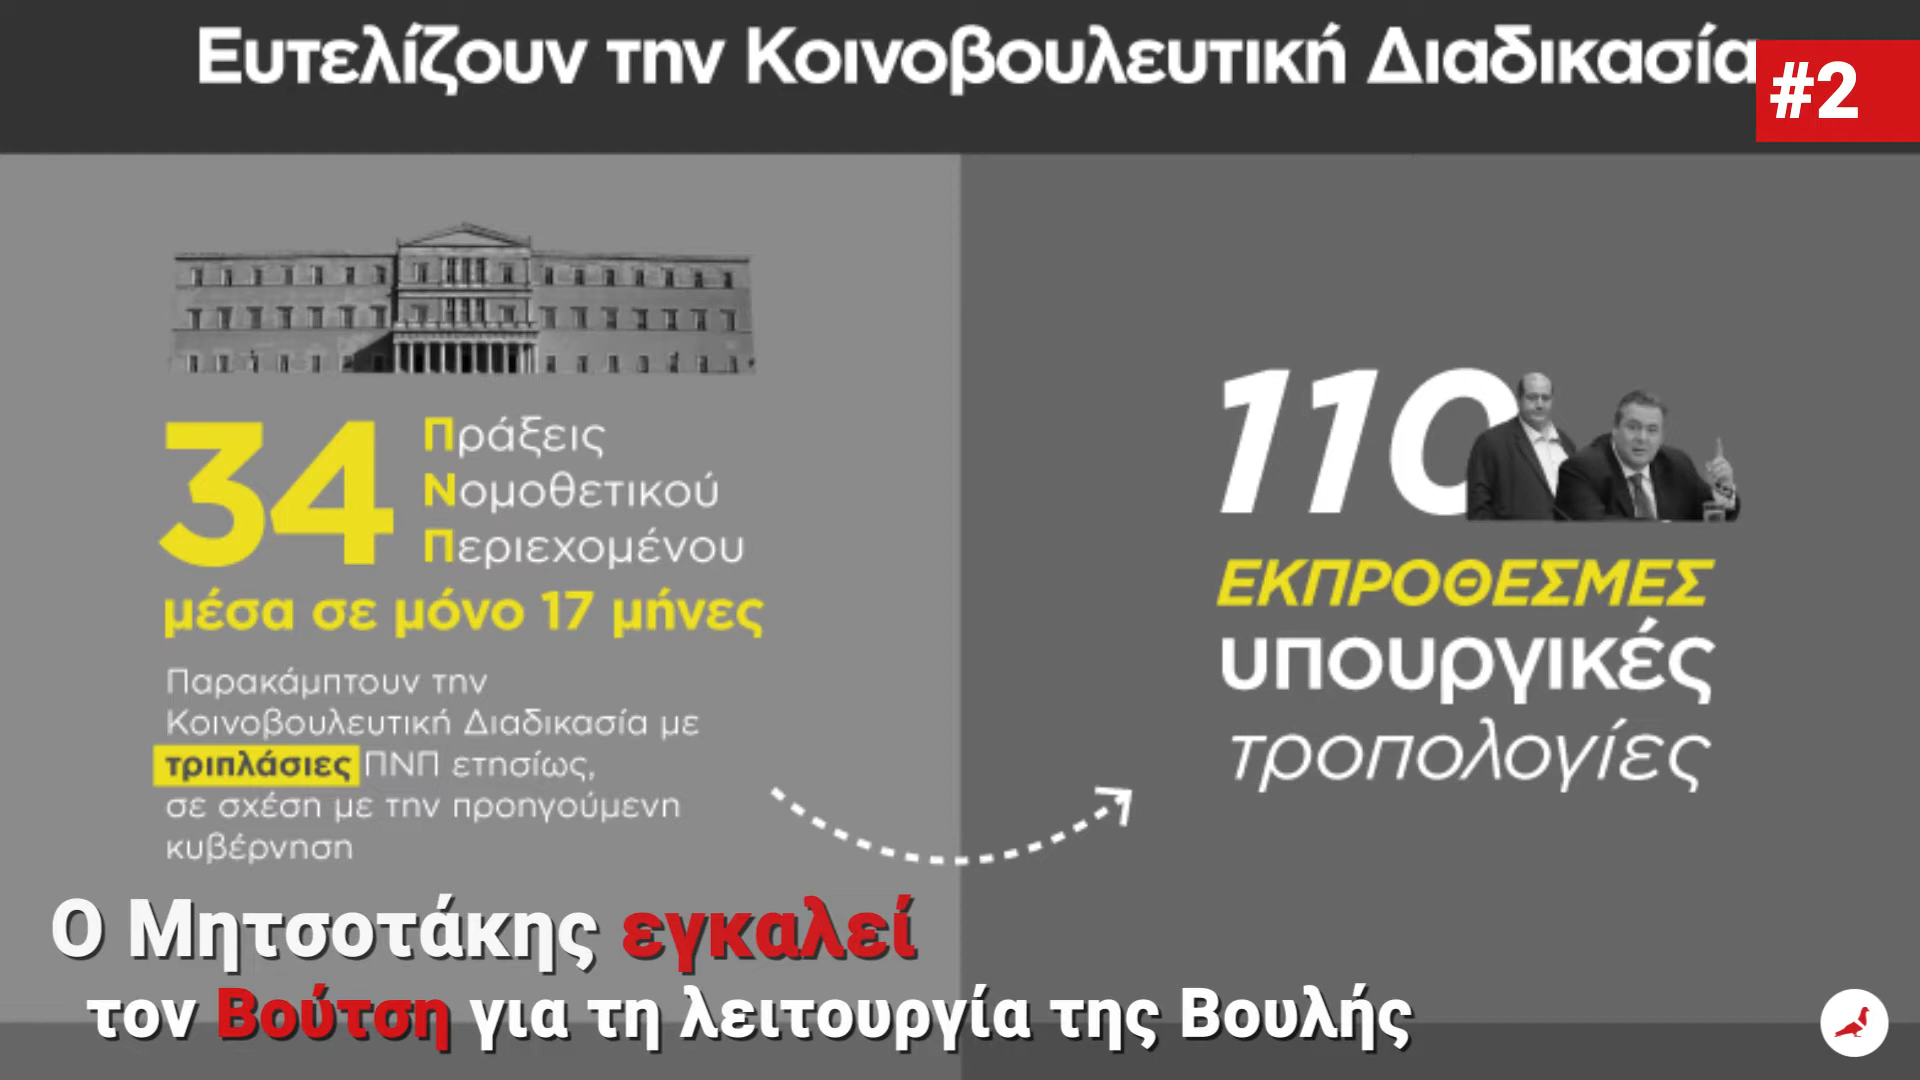 Ευτελίζουν την Κοινοβουλευτική Διαδικασία
#2
34
Πράξεις
Νομοθετικού
Περιεχομένου
μέσα σε μόνο 17 μήνες
Παρακάμπτουν την
Κοινοβουλευτική Διαδικασία με
τριπλάσιες ΠΝΠ ετησίως,
σε σχέση με την προηγούμενη
κυβέρνηση
110
ΕΚΠΡΟΘΕΣΜΕΣ
υπουργικές
τροπολογίες
Ο Μητσοτάκης εγκαλεί
τον Βούτση για τη λειτουργία της Βουλής